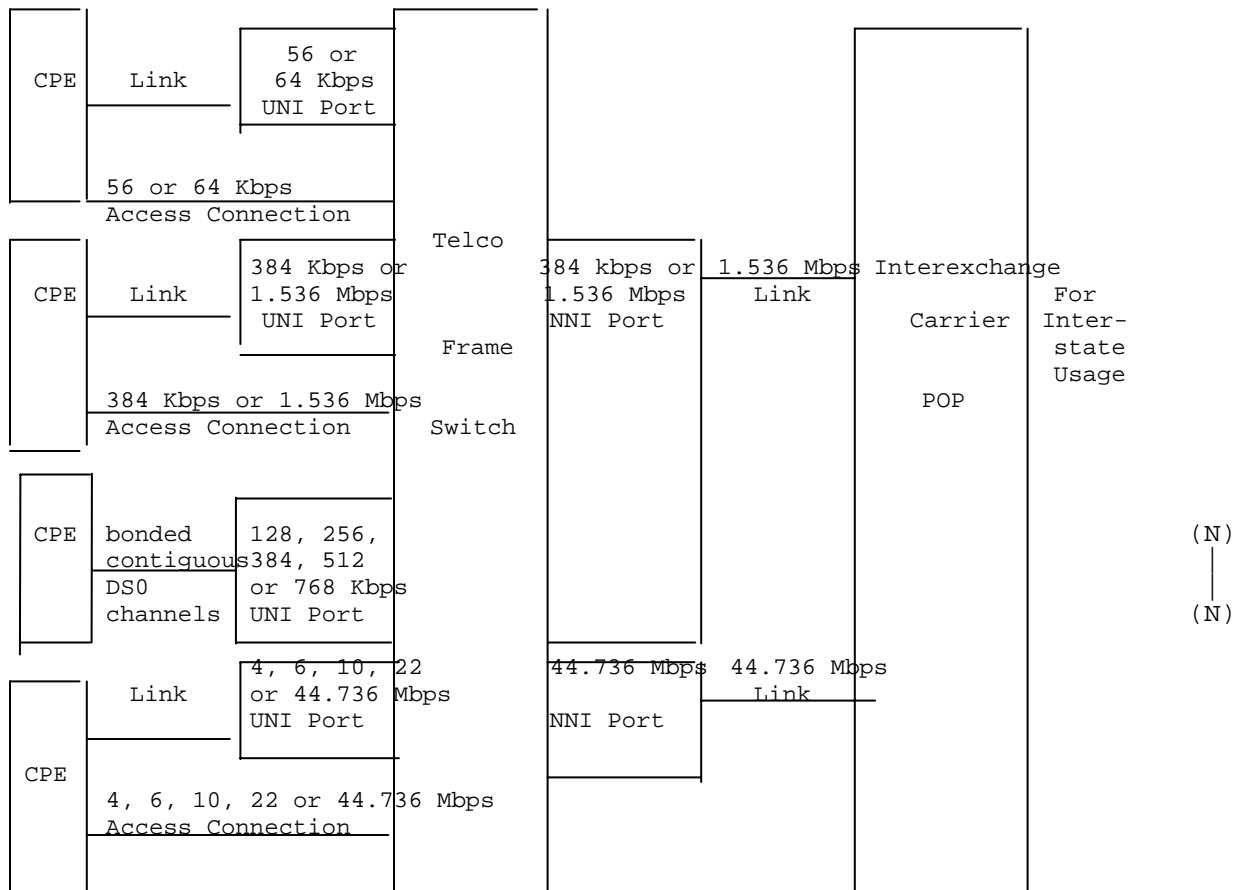 56 or
CPE Link 64 Kbps
UNI Port
56 or 64 Kbps
Access Connection
Telco
384 Kbps or 384 kbps or 1.536 Mbps Interexchange
CPE Link 1.536 Mbps 1.536 Mbps Link For
UNI Port NNI Port Carrier Inter-
Frame state
Usage
384 Kbps or 1.536 Mbps POP
Access Connection Switch
CPE bonded 128, 256, (N)
contiguous 384, 512 |
DS0 or 768 Kbps |
channels UNI Port (N)
4, 6, 10, 22 44.736 Mbps 44.736 Mbps
Link or 44.736 Mbps Link
UNI Port NNI Port
CPE
4, 6, 10, 22 or 44.736 Mbps
Access Connection